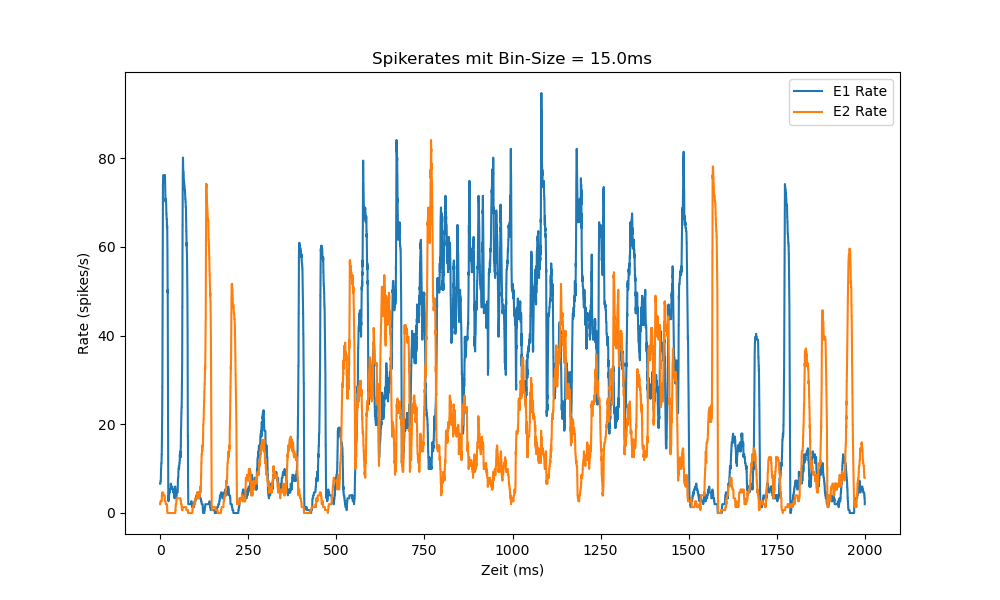 Spikerates mit Bin-Size = 15.0ms
E1 Rate
E2 Rate
Rate (spikes/s)
80
60
40
20
0
0 250 500 750 1000 1250 1500 1750 2000
Zeit (ms)